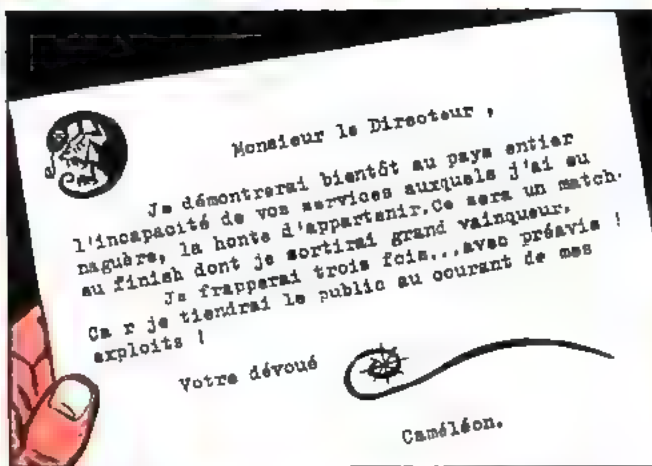 Monsieur le Directeur ,
Je démontrerai bientôt au pays entier
l'incapacité de vos services auxquels j'ai eu
naguère, la honte d'appartenir.Ce sera un match
au finish dont je sortirai grand vainqueur.
Je frapperai trois fois...avec préavis !
Ca r je tiendrai le public au courant de mes
exploits !
Votre dévoué
Caméléon.